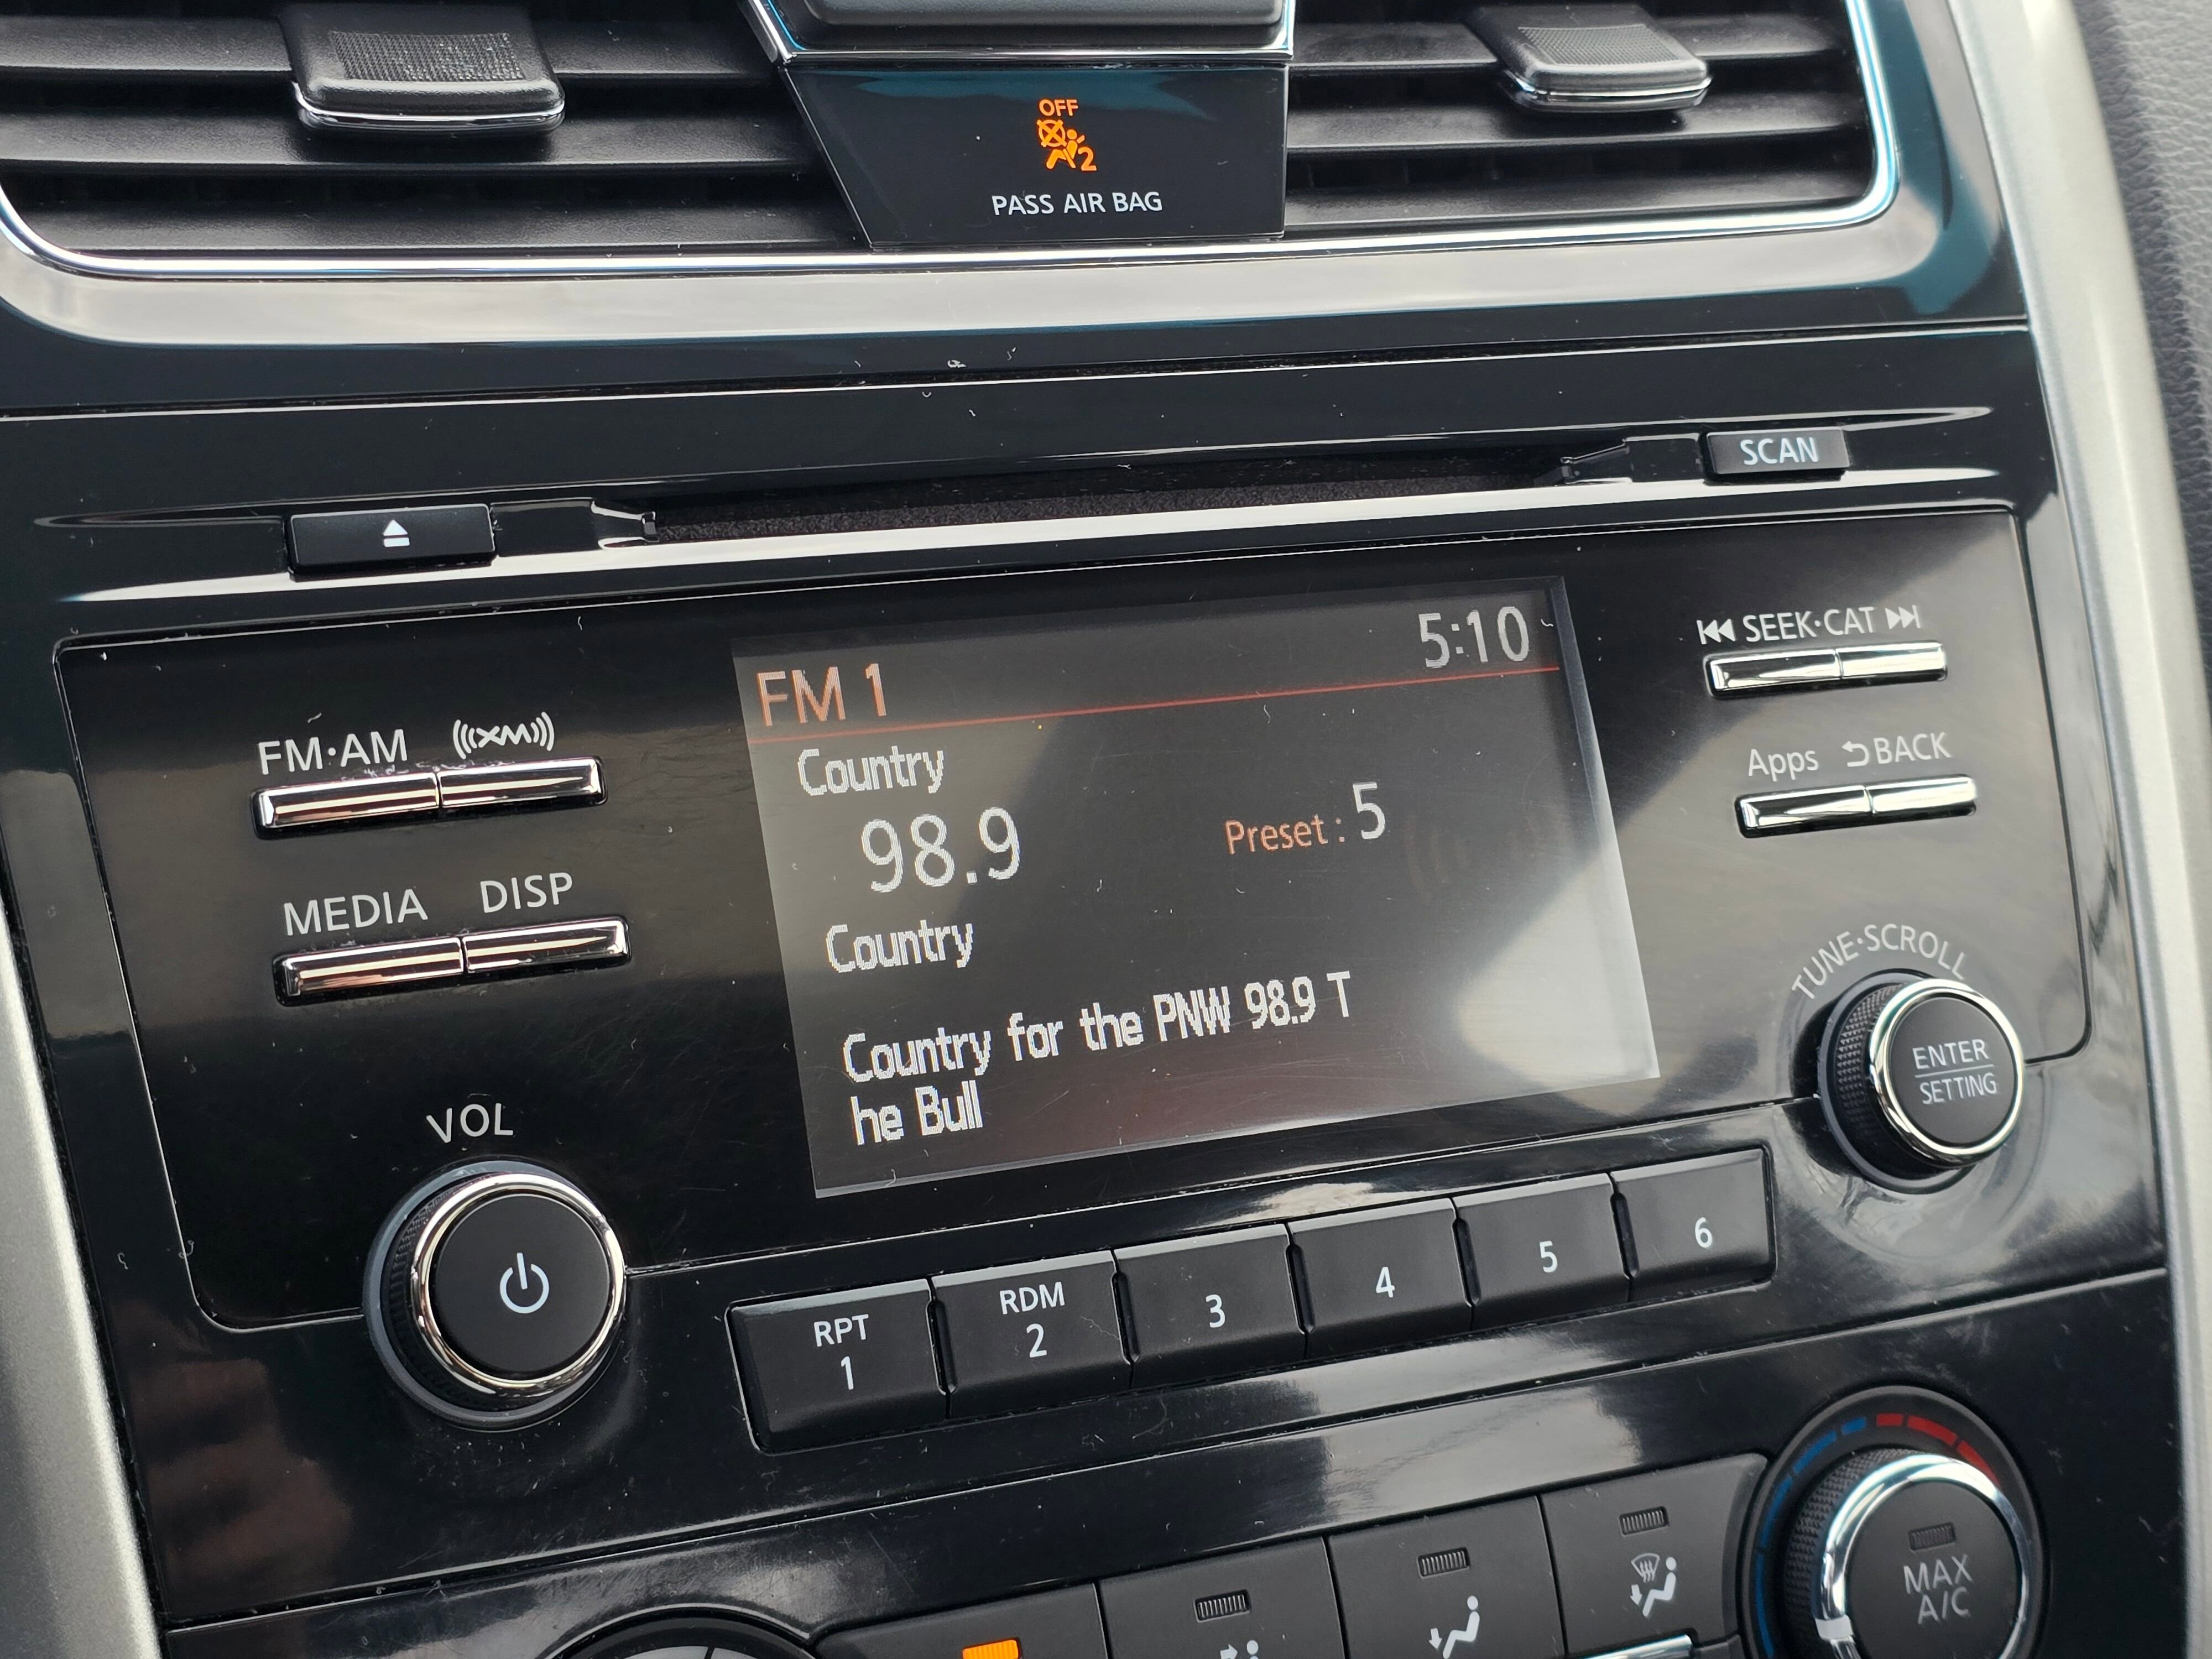 OFF
2
PASS AIR BAG
SCAN
5:10
FM 1
SEEK·CAT
FM·AM
((XM))
Country
98.9
Preset : 5
Apps
BACK
MEDIA
DISP
Country
Country for the PNW 98.9 T
he Bull
TUNE·SCROLL
ENTER
SETTING
VOL
RPT
1
RDM
2
3
4
5
6
MAX
A/C